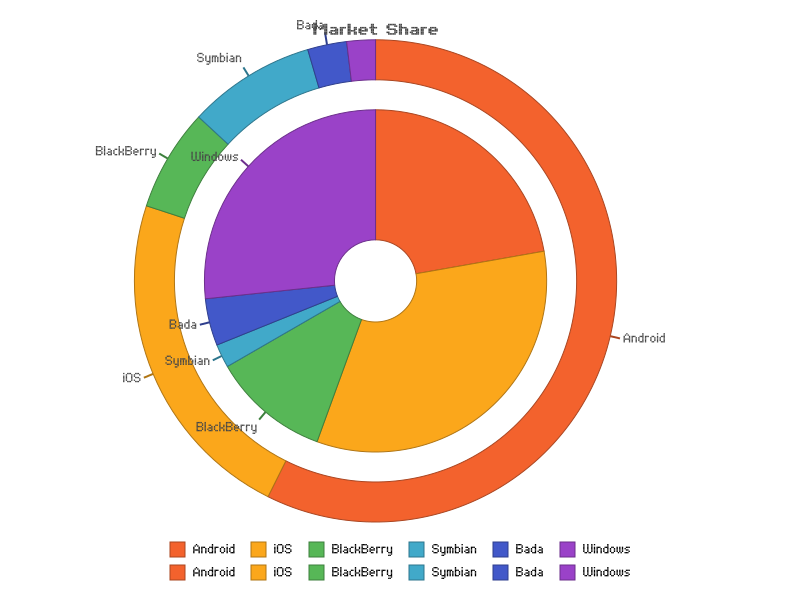 Bada
Market Share
Symbian
BlackBerry
Windows
Bada
Android
Symbian
iOS
BlackBerry
Android iOS BlackBerry Symbian Bada Windows
Android iOS BlackBerry Symbian Bada Windows